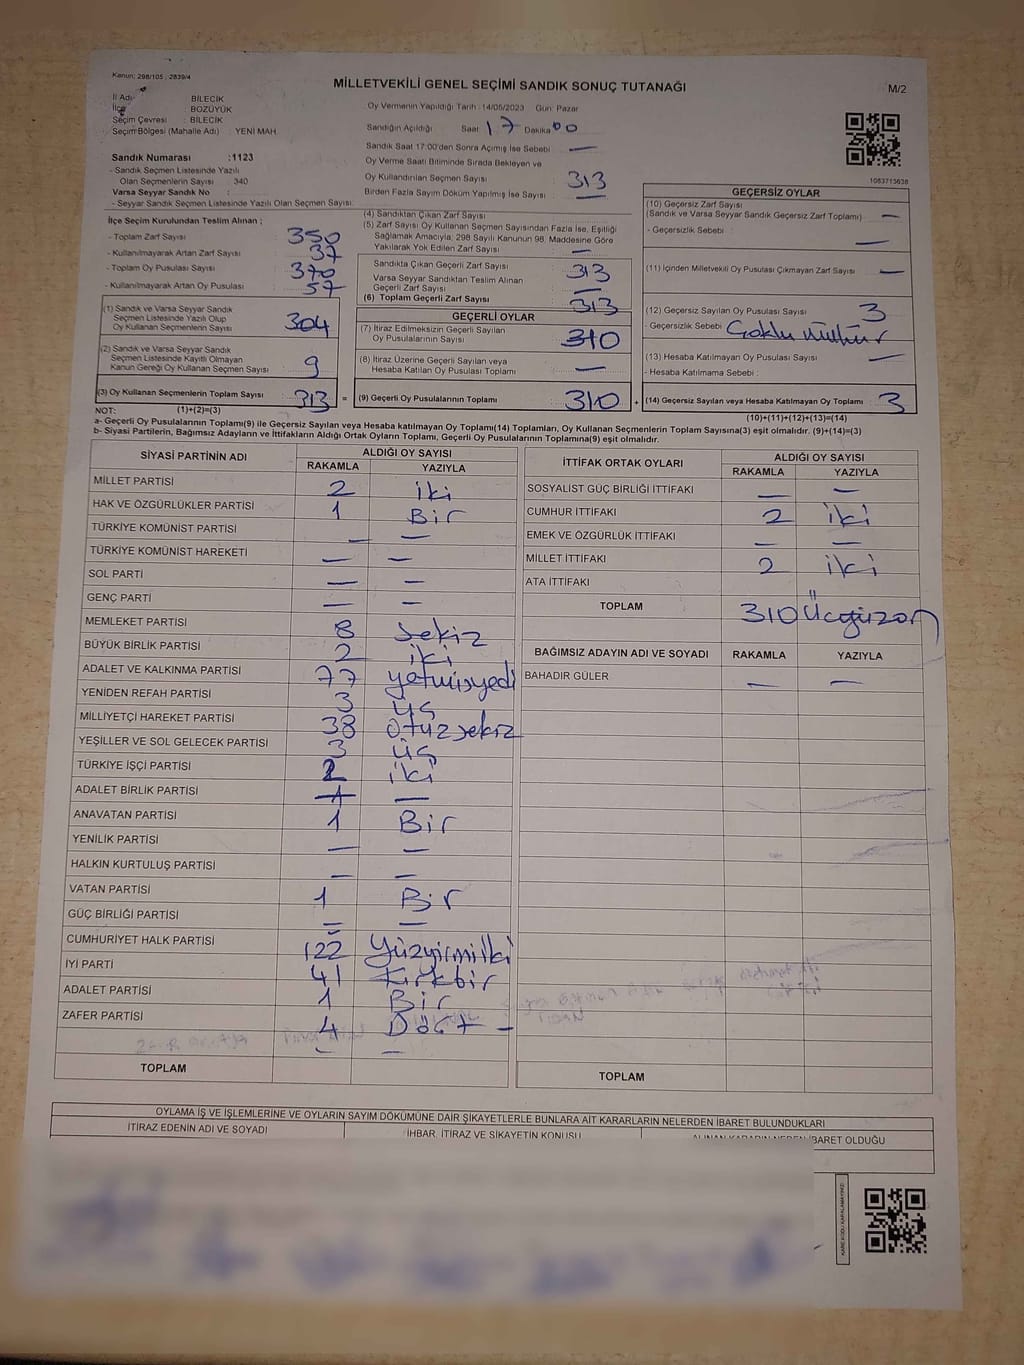 Kanun; 298/105 , 2839/4
MİLLETVEKİLİ GENEL SEÇİMİ SANDIK SONUÇ TUTANAĞI
M/2
İl Adı : BİLECİK
İlçe : BOZÜYÜK
Seçim Çevresi : BİLECİK
Seçim Bölgesi (Mahalle Adı) : YENİ MAH.
Oy Vermenin Yapıldığı Tarih : 14/05/2023 Gün: Pazar
Sandığın Açıldığı Saat 17 Dakika 00
Sandık Saat 17:00'den Sonra Açmış İse Sebebi —
Oy Verme Saati Bitiminde Sırada Bekleyen ve
Oy Kullandırılan Seçmen Sayısı 313
Birden Fazla Sayım Döküm Yapılmış İse Sayısı —
1083715638
Sandık Numarası :1123
- Sandık Seçmen Listesinde Yazılı
Olan Seçmenlerin Sayısı : 340
Varsa Seyyar Sandık No :
- Seyyar Sandık Seçmen Listesinde Yazılı Olan Seçmen Sayısı:
İlçe Seçim Kurulundan Teslim Alınan ;
- Toplam Zarf Sayısı 350
- Kullanılmayarak Artan Zarf Sayısı 37
- Toplam Oy Pusulası Sayısı 370
- Kullanılmayarak Artan Oy Pusulası 57
(1) Sandık ve Varsa Seyyar Sandık
Seçmen Listesinde Yazılı Olup
Oy Kullanan Seçmenlerin Sayısı 304
(2) Sandık ve Varsa Seyyar Sandık
Seçmen Listesinde Kayıtlı Olmayan
Kanun Gereği Oy Kullanan Seçmen Sayısı 9
(3) Oy Kullanan Seçmenlerin Toplam Sayısı 313 =
(4) Sandıktan Çıkan Zarf Sayısı
(5) Zarf Sayısı Oy Kullanan Seçmen Sayısından Fazla İse, Eşitliği
Sağlamak Amacıyla, 298 Sayılı Kanunun 98. Maddesine Göre
Yakılarak Yok Edilen Zarf Sayısı —
Sandıkta Çıkan Geçerli Zarf Sayısı 313
Varsa Seyyar Sandıktan Teslim Alınan
Geçerli Zarf Sayısı —
(6) Toplam Geçerli Zarf Sayısı 313
GEÇERLİ OYLAR
(7) İtiraz Edilmeksizin Geçerli Sayılan
Oy Pusulalarının Sayısı 310
(8) İtiraz Üzerine Geçerli Sayılan veya
Hesaba Katılan Oy Pusulası Toplamı —
(9) Geçerli Oy Pusulalarının Toplamı 310 +
GEÇERSİZ OYLAR
(10) Geçersiz Zarf Sayısı
(Sandık ve Varsa Seyyar Sandık Geçersiz Zarf Toplamı) —
- Geçersizlik Sebebi : —
(11) İçinden Milletvekili Oy Pusulası Çıkmayan Zarf Sayısı —
(12) Geçersiz Sayılan Oy Pusulası Sayısı 3
- Geçersizlik Sebebi : Çoklu Mühür
(13) Hesaba Katılmayan Oy Pusulası Sayısı —
- Hesaba Katılmama Sebebi :
(14) Geçersiz Sayılan veya Hesaba Katılmayan Oy Toplamı 3
NOT: (1)+(2)=(3)
(10)+(11)+(12)+(13)=(14)
a- Geçerli Oy Pusulalarının Toplamı(9) ile Geçersiz Sayılan veya Hesaba katılmayan Oy Toplamı(14) Toplamları, Oy Kullanan Seçmenlerin Toplam Sayısına(3) eşit olmalıdır. (9)+(14)=(3)
b- Siyasi Partilerin, Bağımsız Adayların ve İttifakların Aldığı Ortak Oyların Toplamı, Geçerli Oy Pusulalarının Toplamına(9) eşit olmalıdır.
SİYASİ PARTİNİN ADI
ALDIĞI OY SAYISI
RAKAMLA YAZIYLA
MİLLET PARTİSİ 2 iki
HAK VE ÖZGÜRLÜKLER PARTİSİ 1 Bir
TÜRKİYE KOMÜNİST PARTİSİ — —
TÜRKİYE KOMÜNİST HAREKETİ — —
SOL PARTİ — —
GENÇ PARTİ — —
MEMLEKET PARTİSİ 8 sekiz
BÜYÜK BİRLİK PARTİSİ 2 iki
ADALET VE KALKINMA PARTİSİ 77 yetmişyedi
YENİDEN REFAH PARTİSİ 3 üç
MİLLİYETÇİ HAREKET PARTİSİ 38 otuzsekiz
YEŞİLLER VE SOL GELECEK PARTİSİ 3 üç
TÜRKİYE İŞÇİ PARTİSİ 2 iki
ADALET BİRLİK PARTİSİ — —
ANAVATAN PARTİSİ 1 Bir
YENİLİK PARTİSİ — —
HALKIN KURTULUŞ PARTİSİ — —
VATAN PARTİSİ 1 Bir
GÜÇ BİRLİĞİ PARTİSİ — —
CUMHURİYET HALK PARTİSİ 122 Yüzyirmiiki
İYİ PARTİ 41 Kırkbir
ADALET PARTİSİ 1 Bir
ZAFER PARTİSİ 4 Dört —
TOPLAM
İTTİFAK ORTAK OYLARI
ALDIĞI OY SAYISI
RAKAMLA YAZIYLA
SOSYALİST GÜÇ BİRLİĞİ İTTİFAKI — —
CUMHUR İTTİFAKI 2 iki
EMEK VE ÖZGÜRLÜK İTTİFAKI — —
MİLLET İTTİFAKI 2 iki
ATA İTTİFAKI
TOPLAM 310 Üçyüzon
BAĞIMSIZ ADAYIN ADI VE SOYADI RAKAMLA YAZIYLA
BAHADIR GÜLER — —
TOPLAM
OYLAMA İŞ VE İŞLEMLERİNE VE OYLARIN SAYIM DÖKÜMÜNE DAİR ŞİKAYETLERLE BUNLARA AİT KARARLARIN NELERDEN İBARET BULUNDUKLARI
İTİRAZ EDENİN ADI VE SOYADI
İHBAR, İTİRAZ VE ŞİKAYETİN KONUSU
ALINAN KARARIN NEDEN İBARET OLDUĞU